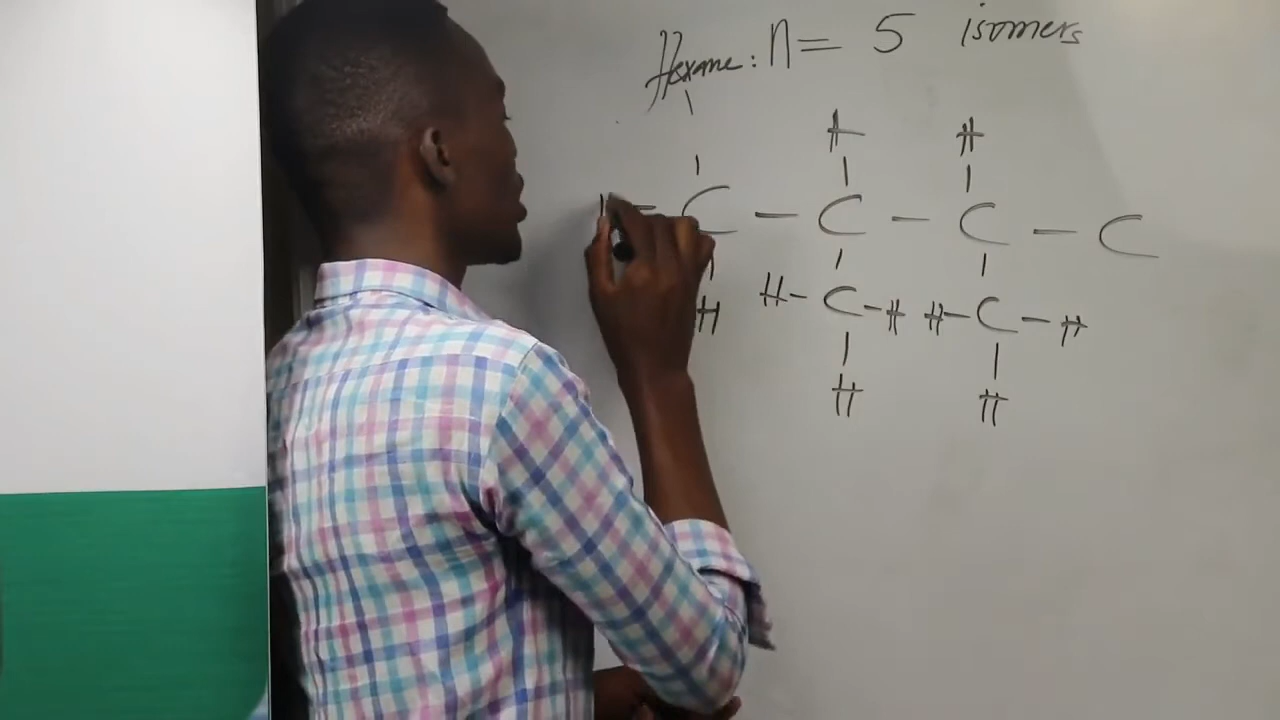 Hexane: n = 5 isomers
H H
– C – C – C – C
H H – C – H H – C – H
H H